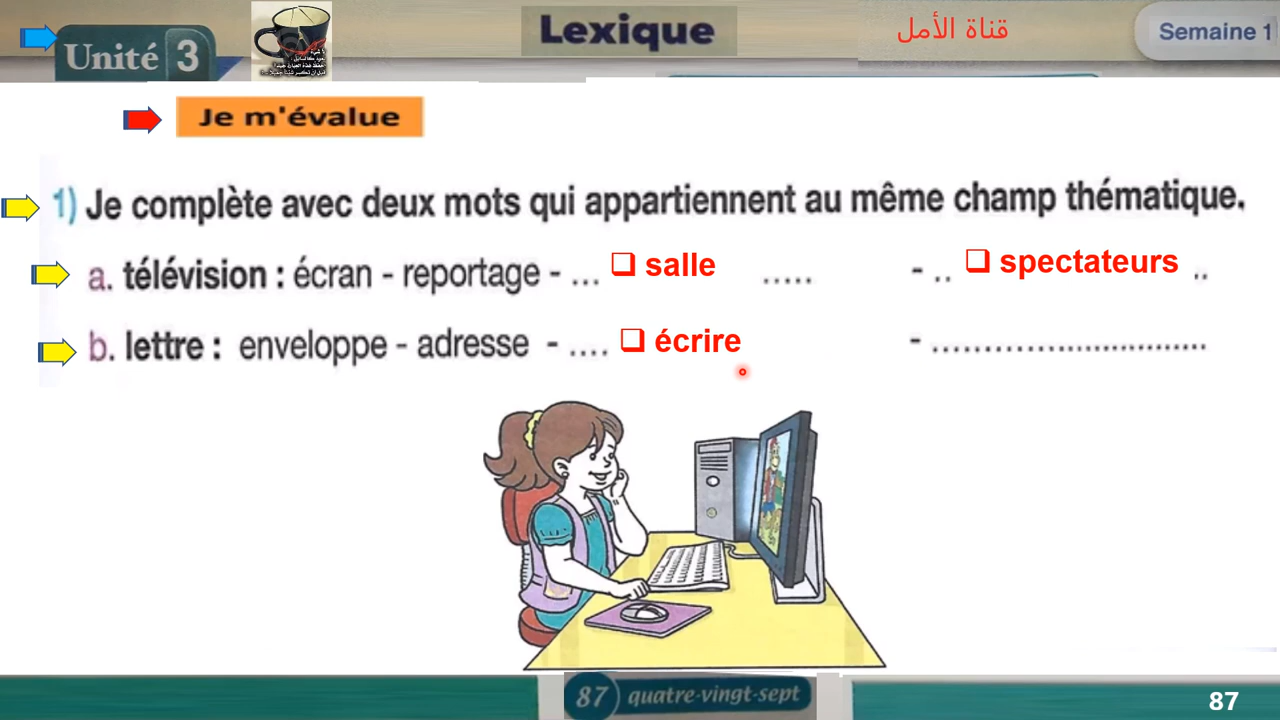 Unité 3
Lexique
قناة الأمل
Semaine 1
Je m'évalue
1) Je complète avec deux mots qui appartiennent au même champ thématique.
a. télévision : écran - reportage - ... ❑ salle ..... - .. ❑ spectateurs ..
b. lettre : enveloppe - adresse - .... ❑ écrire - ................................
87 quatre-vingt-sept
87